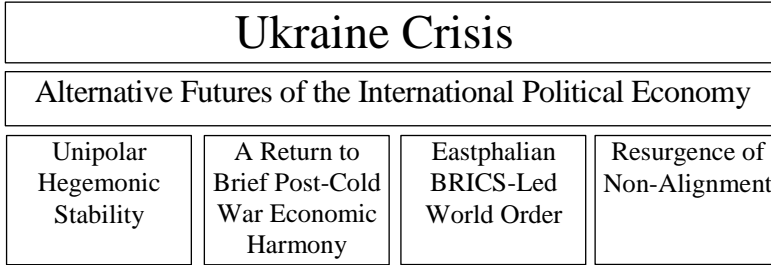 Ukraine Crisis
Alternative Futures of the International Political Economy
Unipolar
Hegemonic
Stability
A Return to
Brief Post-Cold
War Economic
Harmony
Eastphalian
BRICS-Led
World Order
Resurgence of
Non-Alignment